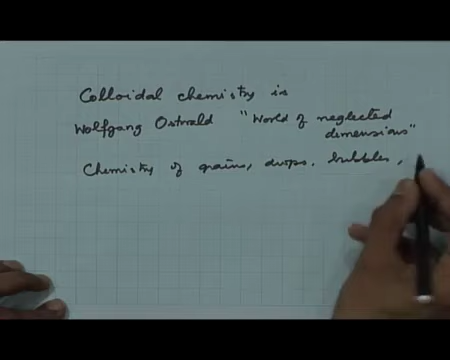 Colloidal chemistry is
Wolfgang Ostwald "World of neglected
dimensions"
Chemistry of grains, drops, bubbles,